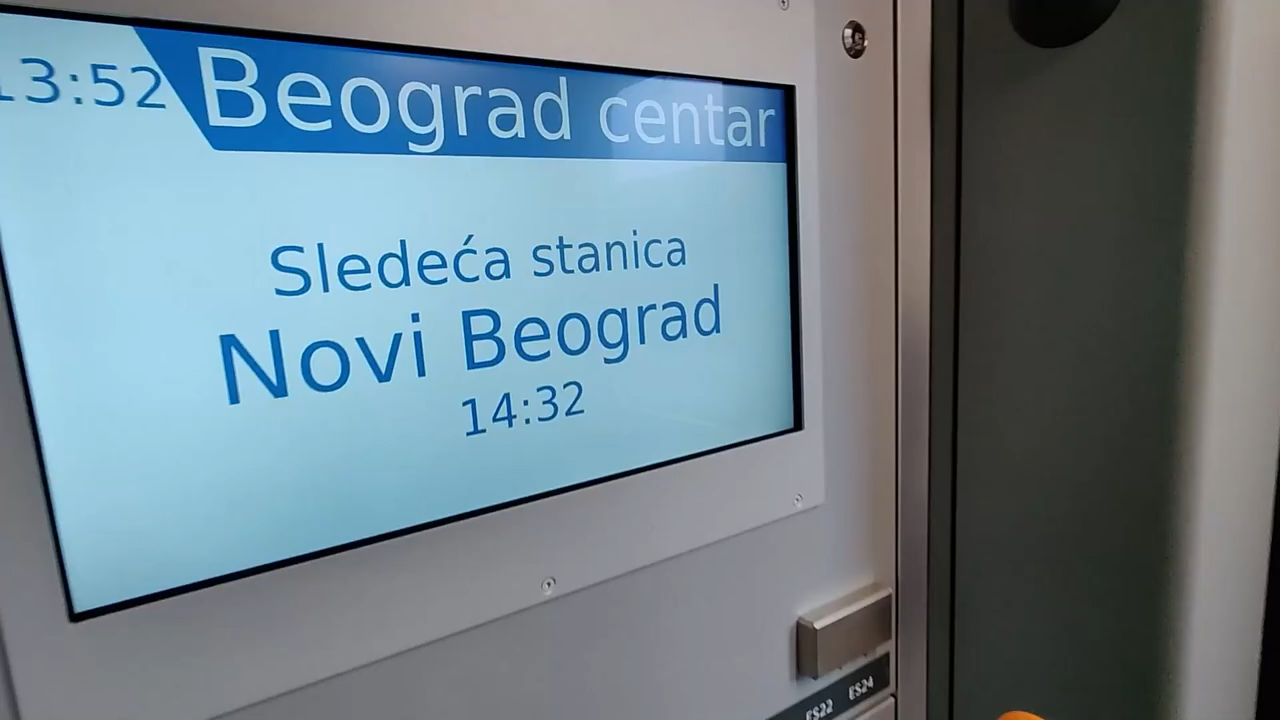 13:52 Beograd centar
Sledeća stanica
Novi Beograd
14:32
ES22 ES24